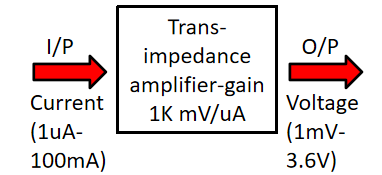 I/P
Current
(1uA-
100mA)
Trans-
impedance
amplifier-gain
1K mV/uA
O/P
Voltage
(1mV-
3.6V)